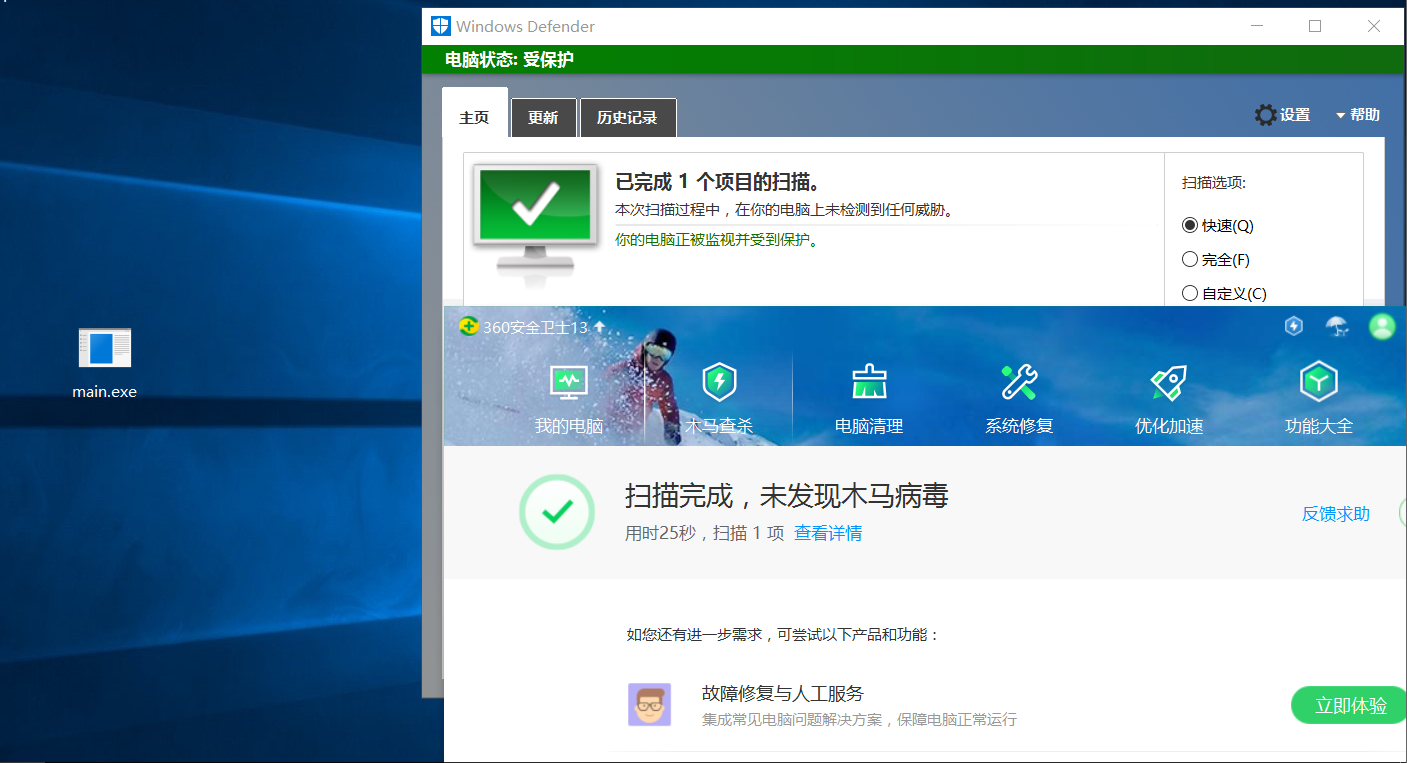 Windows Defender
电脑状态: 受保护
主页
更新
历史记录
设置
帮助
已完成 1 个项目的扫描。
本次扫描过程中，在你的电脑上未检测到任何威胁。
你的电脑正被监视并受到保护。
扫描选项:
快速(Q)
完全(F)
自定义(C)
main.exe
360安全卫士13
我的电脑
木马查杀
电脑清理
系统修复
优化加速
功能大全
扫描完成，未发现木马病毒
用时25秒，扫描 1 项 查看详情
反馈求助
如您还有进一步需求，可尝试以下产品和功能：
故障修复与人工服务
集成常见电脑问题解决方案，保障电脑正常运行
立即体验